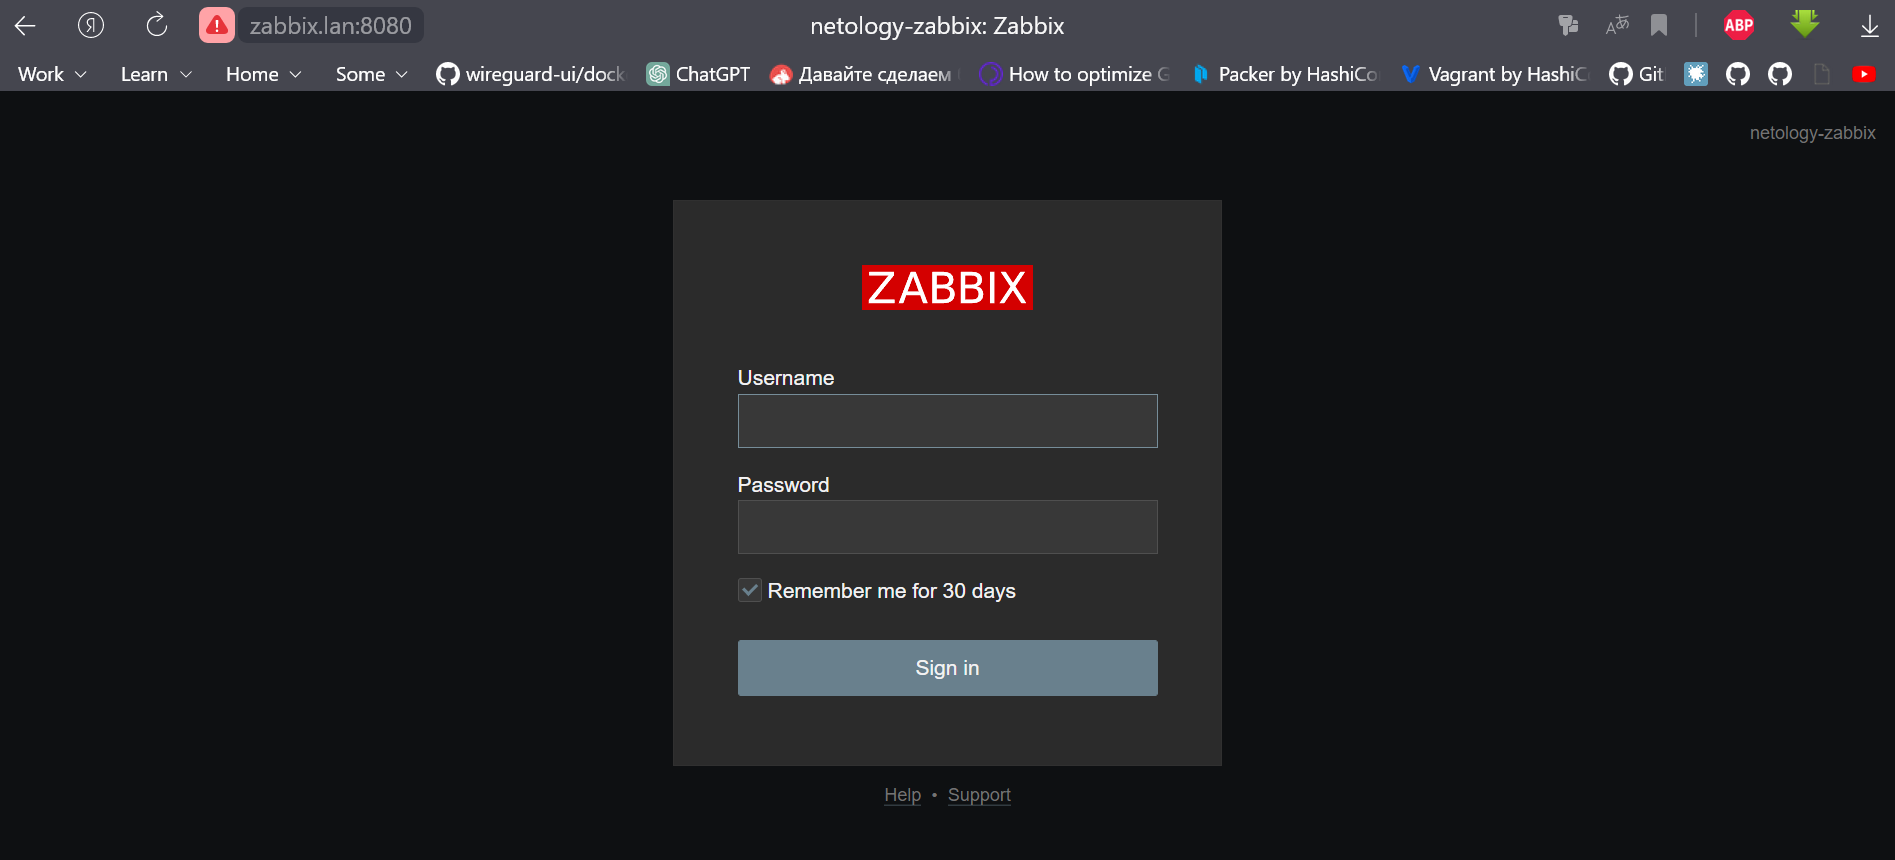 Я zabbix.lan:8080 netology-zabbix: Zabbix ABP
Work Learn Home Some wireguard-ui/dock ChatGPT Давайте сделаем How to optimize G Packer by HashiCo Vagrant by HashiC Git
netology-zabbix
ZABBIX
Username
Password
Remember me for 30 days
Sign in
Help • Support